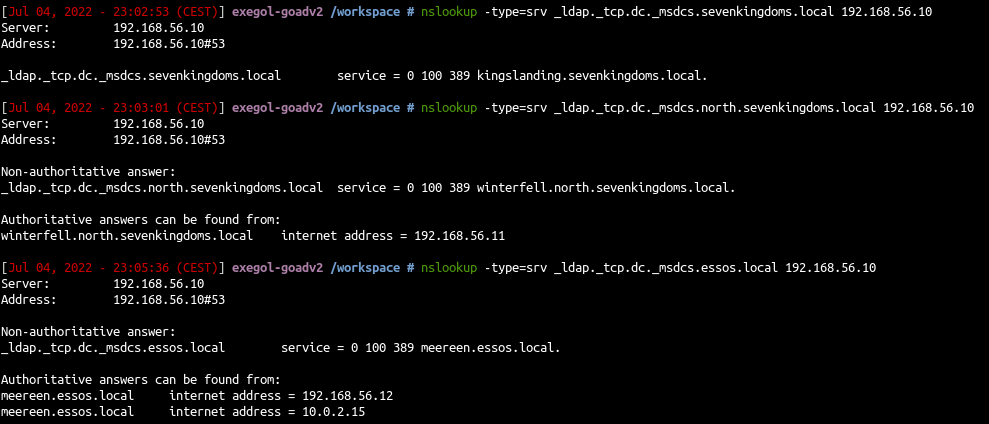 [Jul 04, 2022 - 23:02:53 (CEST)] exegol-goadv2 /workspace # nslookup -type=srv _ldap._tcp.dc._msdcs.sevenkingdoms.local 192.168.56.10
Server:         192.168.56.10
Address:        192.168.56.10#53

_ldap._tcp.dc._msdcs.sevenkingdoms.local        service = 0 100 389 kingslanding.sevenkingdoms.local.

[Jul 04, 2022 - 23:03:01 (CEST)] exegol-goadv2 /workspace # nslookup -type=srv _ldap._tcp.dc._msdcs.north.sevenkingdoms.local 192.168.56.10
Server:         192.168.56.10
Address:        192.168.56.10#53

Non-authoritative answer:
_ldap._tcp.dc._msdcs.north.sevenkingdoms.local  service = 0 100 389 winterfell.north.sevenkingdoms.local.

Authoritative answers can be found from:
winterfell.north.sevenkingdoms.local    internet address = 192.168.56.11

[Jul 04, 2022 - 23:05:36 (CEST)] exegol-goadv2 /workspace # nslookup -type=srv _ldap._tcp.dc._msdcs.essos.local 192.168.56.10
Server:         192.168.56.10
Address:        192.168.56.10#53

Non-authoritative answer:
_ldap._tcp.dc._msdcs.essos.local        service = 0 100 389 meereen.essos.local.

Authoritative answers can be found from:
meereen.essos.local     internet address = 192.168.56.12
meereen.essos.local     internet address = 10.0.2.15